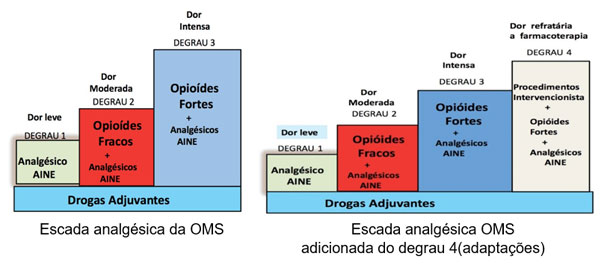 Dor
Intensa
DEGRAU 3
Opioídes
Fortes
+
Analgésicos
AINE
Dor
Moderada
DEGRAU 2
Opioídes
Fracos
+
Analgésicos
AINE
Dor leve
DEGRAU 1
Analgésico
AINE
Drogas Adjuvantes
Escada analgésica da OMS
Dor refratária
a farmacoterapia
DEGRAU 4
Procedimentos
Intervencionista
+
Opióides
Fortes
+
Analgésicos
AINE
Dor
Intensa
DEGRAU 3
Opióides
Fortes
+
Analgésicos
AINE
Dor
Moderada
DEGRAU 2
Opióides
Fracos
+
Analgésicos
AINE
Dor leve
DEGRAU 1
Analgésico
AINE
Drogas Adjuvantes
Escada analgésica OMS
adicionada do degrau 4(adaptações)